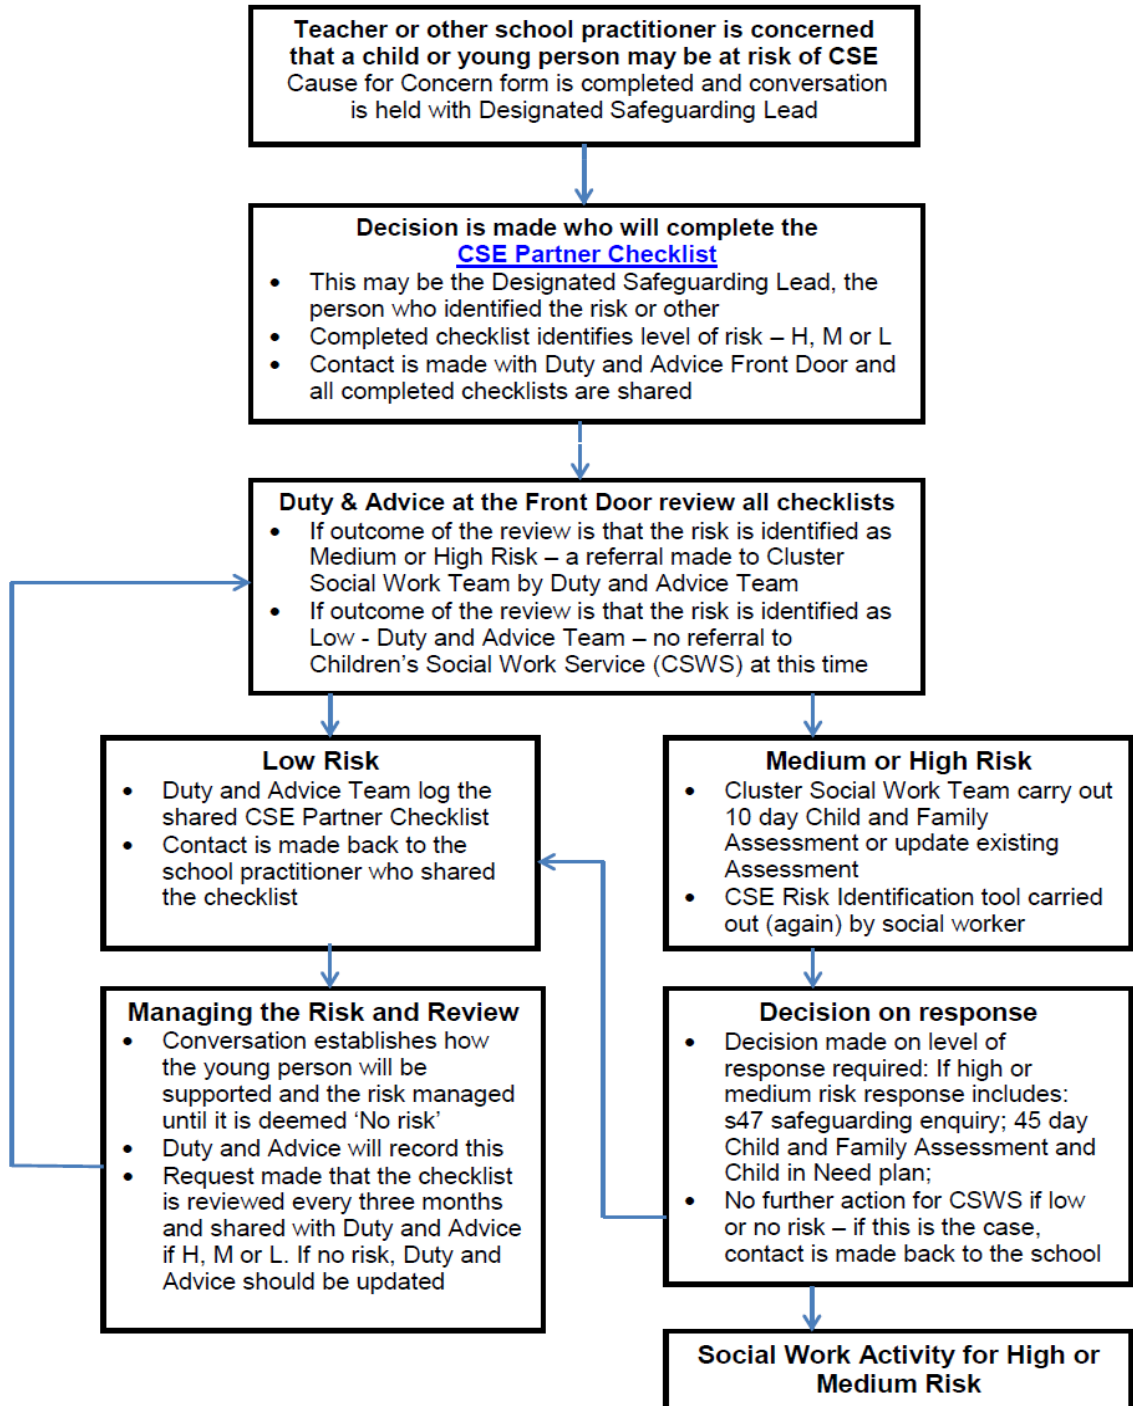 Teacher or other school practitioner is concerned
that a child or young person may be at risk of CSE
Cause for Concern form is completed and conversation
is held with Designated Safeguarding Lead
Decision is made who will complete the
CSE Partner Checklist
• This may be the Designated Safeguarding Lead, the
person who identified the risk or other
• Completed checklist identifies level of risk – H, M or L
• Contact is made with Duty and Advice Front Door and
all completed checklists are shared
Duty & Advice at the Front Door review all checklists
• If outcome of the review is that the risk is identified as
Medium or High Risk – a referral made to Cluster
Social Work Team by Duty and Advice Team
• If outcome of the review is that the risk is identified as
Low - Duty and Advice Team – no referral to
Children's Social Work Service (CSWS) at this time
Low Risk
• Duty and Advice Team log the
shared CSE Partner Checklist
• Contact is made back to the
school practitioner who shared
the checklist
Medium or High Risk
• Cluster Social Work Team carry out
10 day Child and Family
Assessment or update existing
Assessment
• CSE Risk Identification tool carried
out (again) by social worker
Managing the Risk and Review
• Conversation establishes how
the young person will be
supported and the risk managed
until it is deemed 'No risk'
• Duty and Advice will record this
• Request made that the checklist
is reviewed every three months
and shared with Duty and Advice
if H, M or L. If no risk, Duty and
Advice should be updated
Decision on response
• Decision made on level of
response required: If high or
medium risk response includes:
s47 safeguarding enquiry; 45 day
Child and Family Assessment and
Child in Need plan;
• No further action for CSWS if low
or no risk – if this is the case,
contact is made back to the school
Social Work Activity for High or
Medium Risk